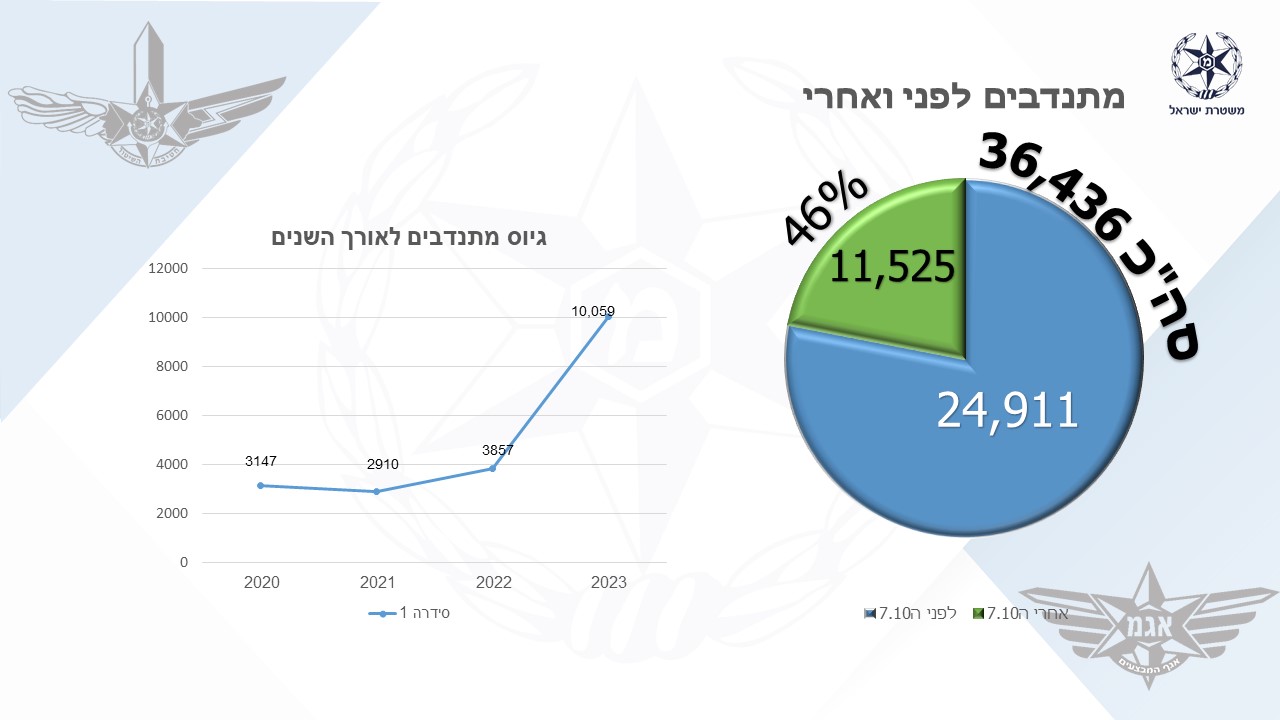 משטרת ישראל
מתנדבים לפני ואחרי
סה"כ 36,436
46%
11,525
24,911
לפני ה7.10
אחרי ה7.10
גיוס מתנדבים לאורך השנים
12000
10000
8000
6000
4000
2000
0
3147
2910
3857
10,059
2020 2021 2022 2023
סידרה 1
אגמ
אגף המבצעים
מ